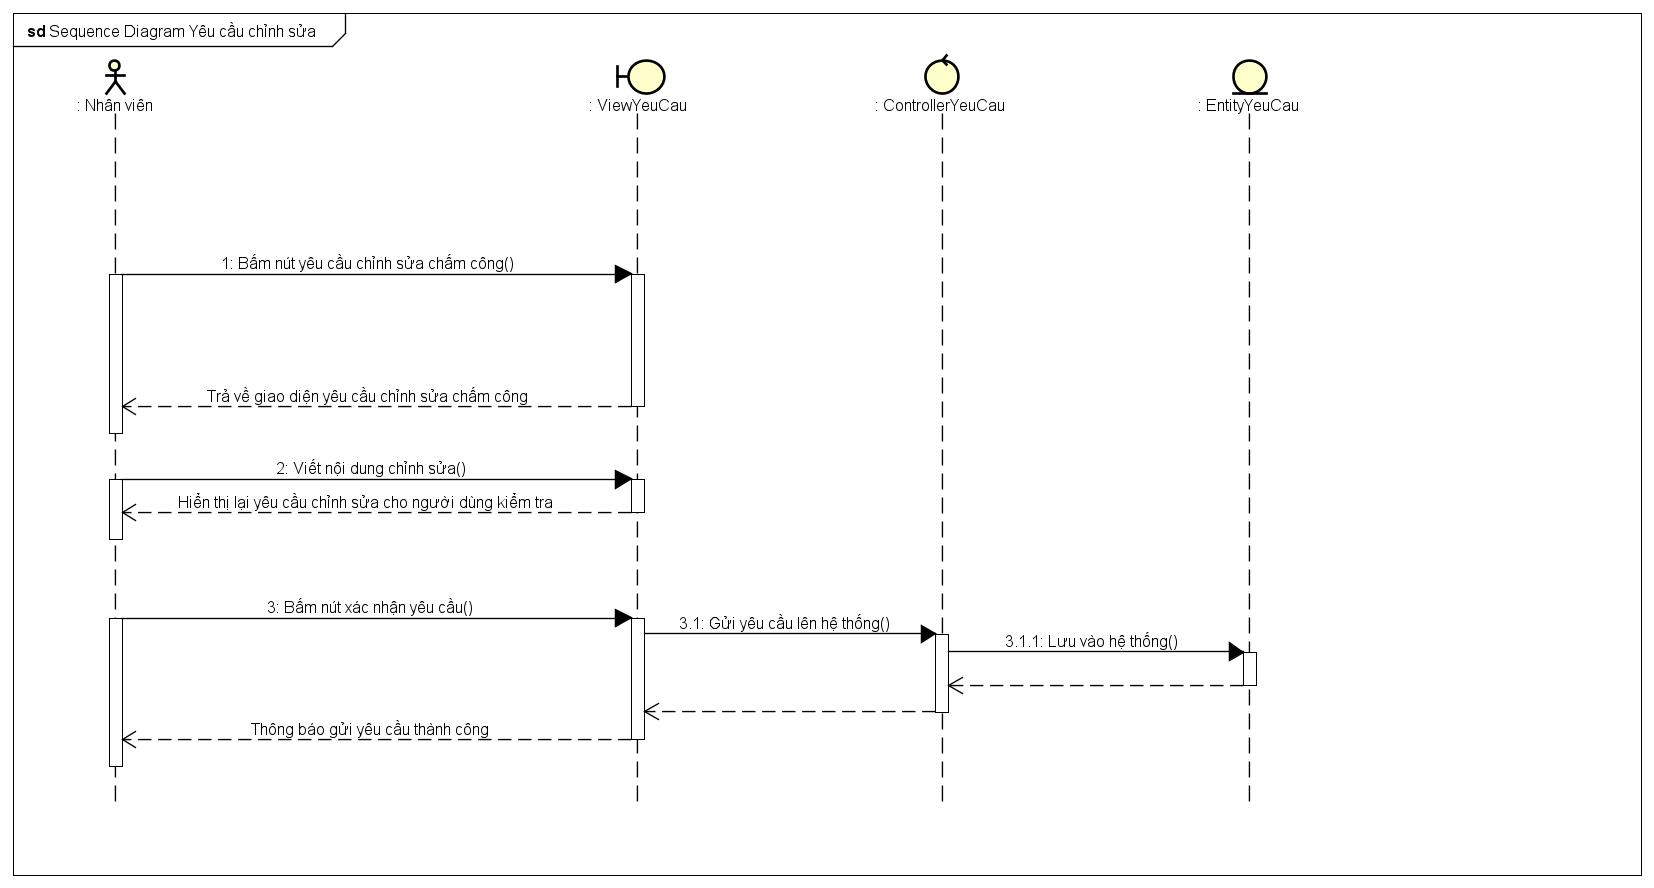 sd Sequence Diagram Yêu cầu chỉnh sửa
: Nhân viên
: ViewYeuCau
: ControllerYeuCau
: EntityYeuCau
1: Bấm nút yêu cầu chỉnh sửa chấm công()
Trả về giao diện yêu cầu chỉnh sửa chấm công
2: Viết nội dung chỉnh sửa()
Hiển thị lại yêu cầu chỉnh sửa cho người dùng kiểm tra
3: Bấm nút xác nhận yêu cầu()
3.1: Gửi yêu cầu lên hệ thống()
3.1.1: Lưu vào hệ thống()
Thông báo gửi yêu cầu thành công